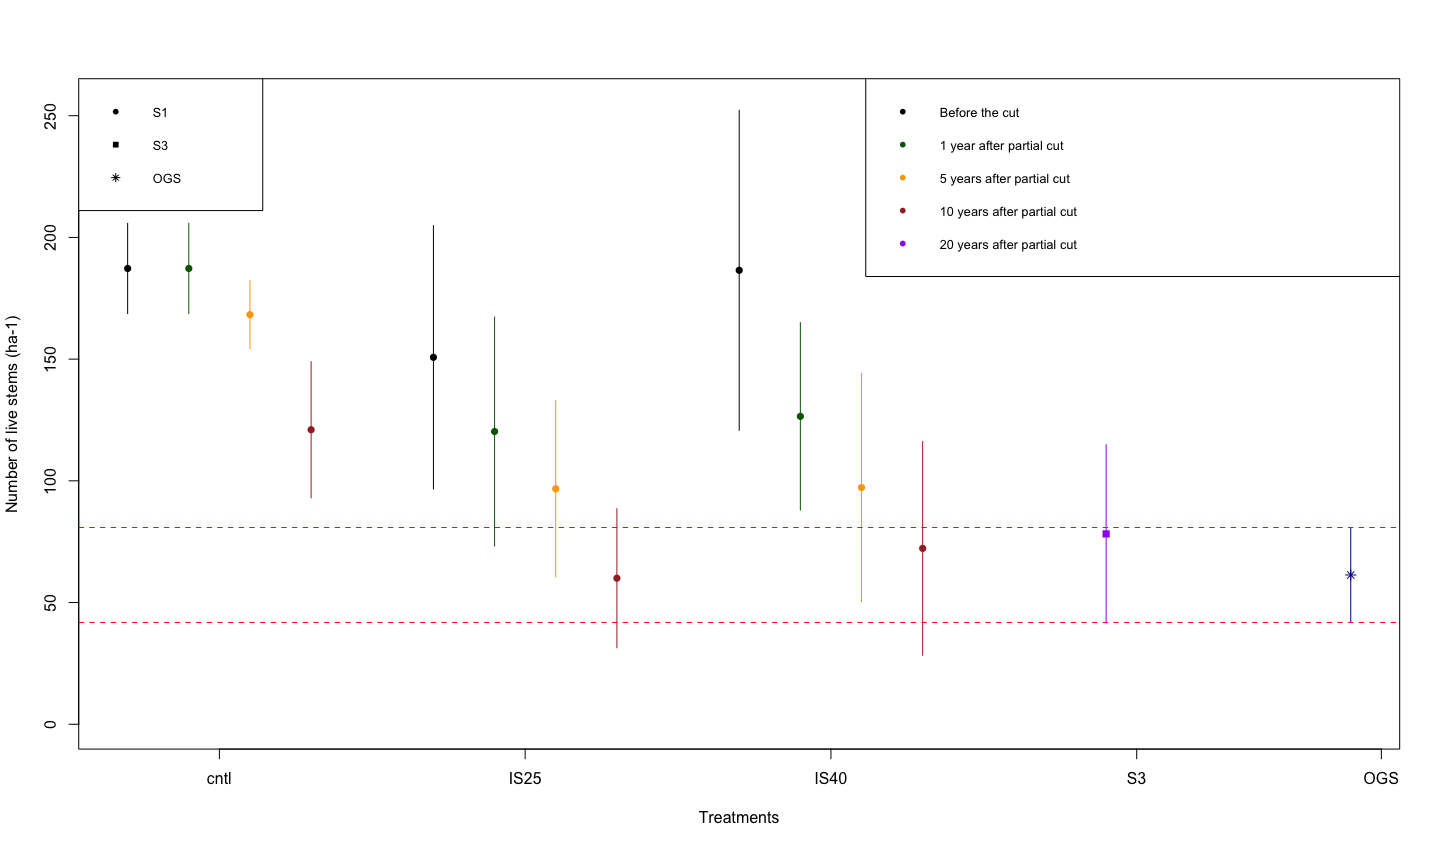 S1
S3
OGS
Before the cut
1 year after partial cut
5 years after partial cut
10 years after partial cut
20 years after partial cut
Number of live stems (ha-1)
250
200
150
100
50
0
cntl
IS25
IS40
S3
OGS
Treatments